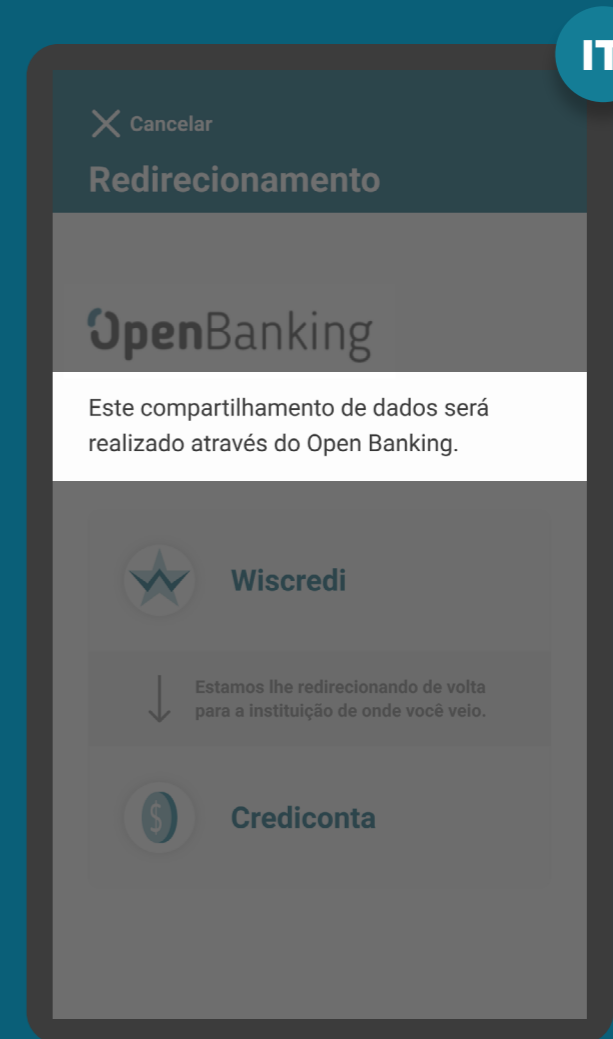 IT
Cancelar
Redirecionamento
OpenBanking
Este compartilhamento de dados será
realizado através do Open Banking.
Wiscredi
Estamos lhe redirecionando de volta
para a instituição de onde você veio.
$
Crediconta